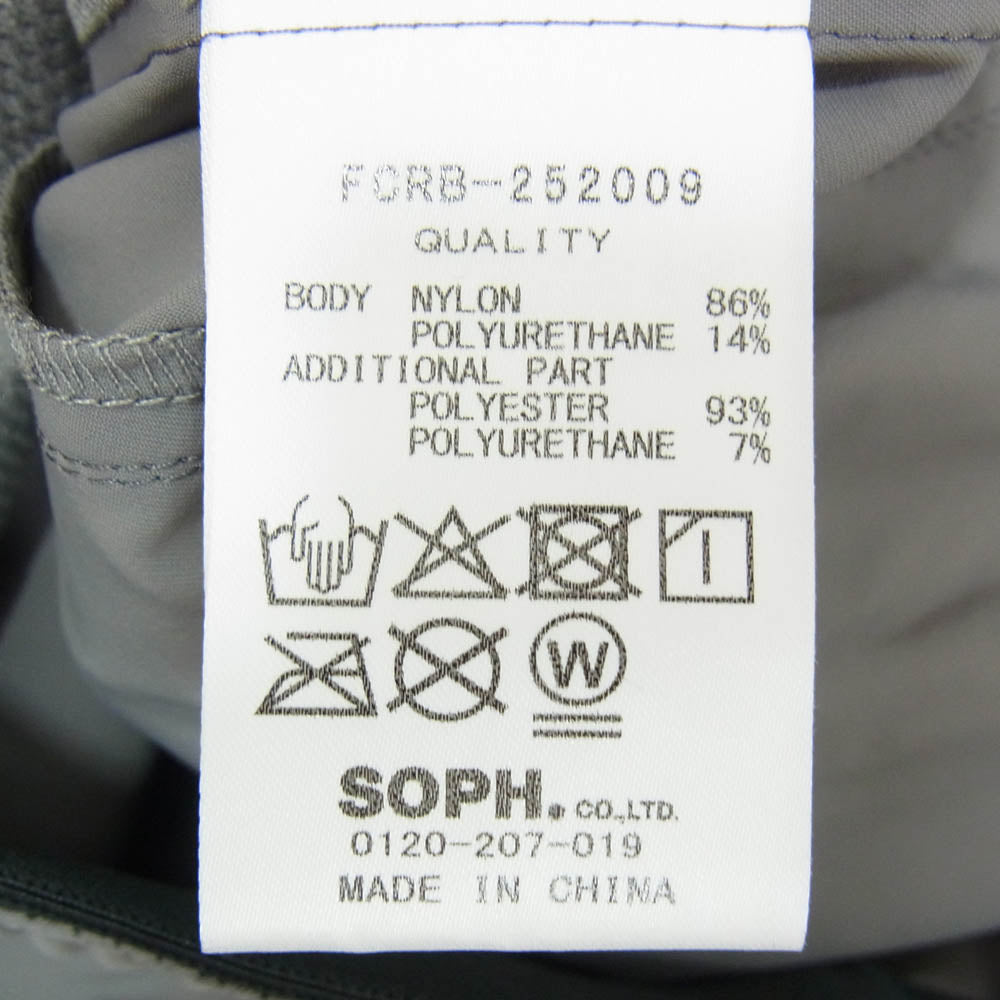 FCRB-252009
QUALITY
BODY NYLON 86%
POLYURETHANE 14%
ADDITIONAL PART
POLYESTER 93%
POLYURETHANE 7%
W
SOPH. CO.,LTD.
0120-207-019
MADE IN CHINA